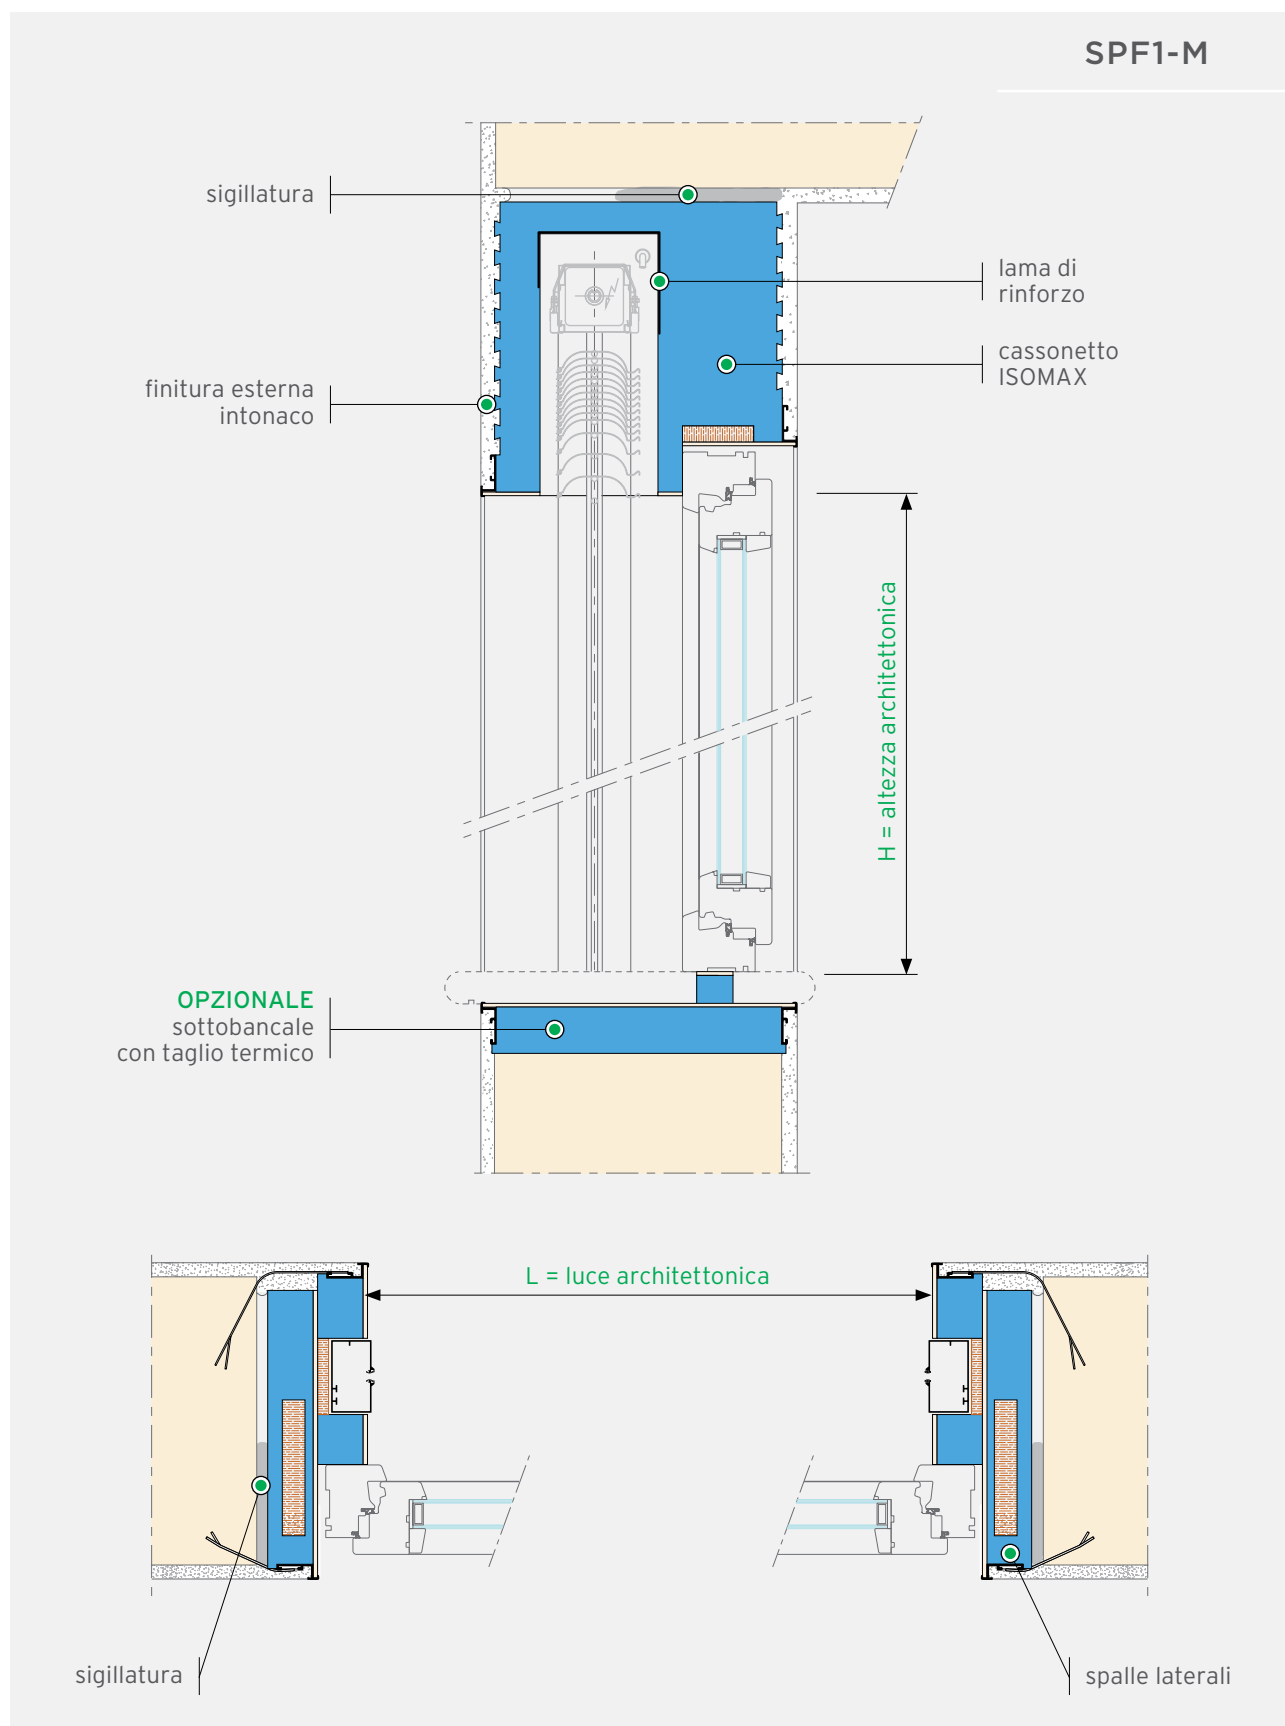 SPF1-M
sigillatura
lama di
rinforzo
cassonetto
ISOMAX
finitura esterna
intonaco
H = altezza architettonica
OPZIONALE
sottobancale
con taglio termico
L = luce architettonica
sigillatura
spalle laterali